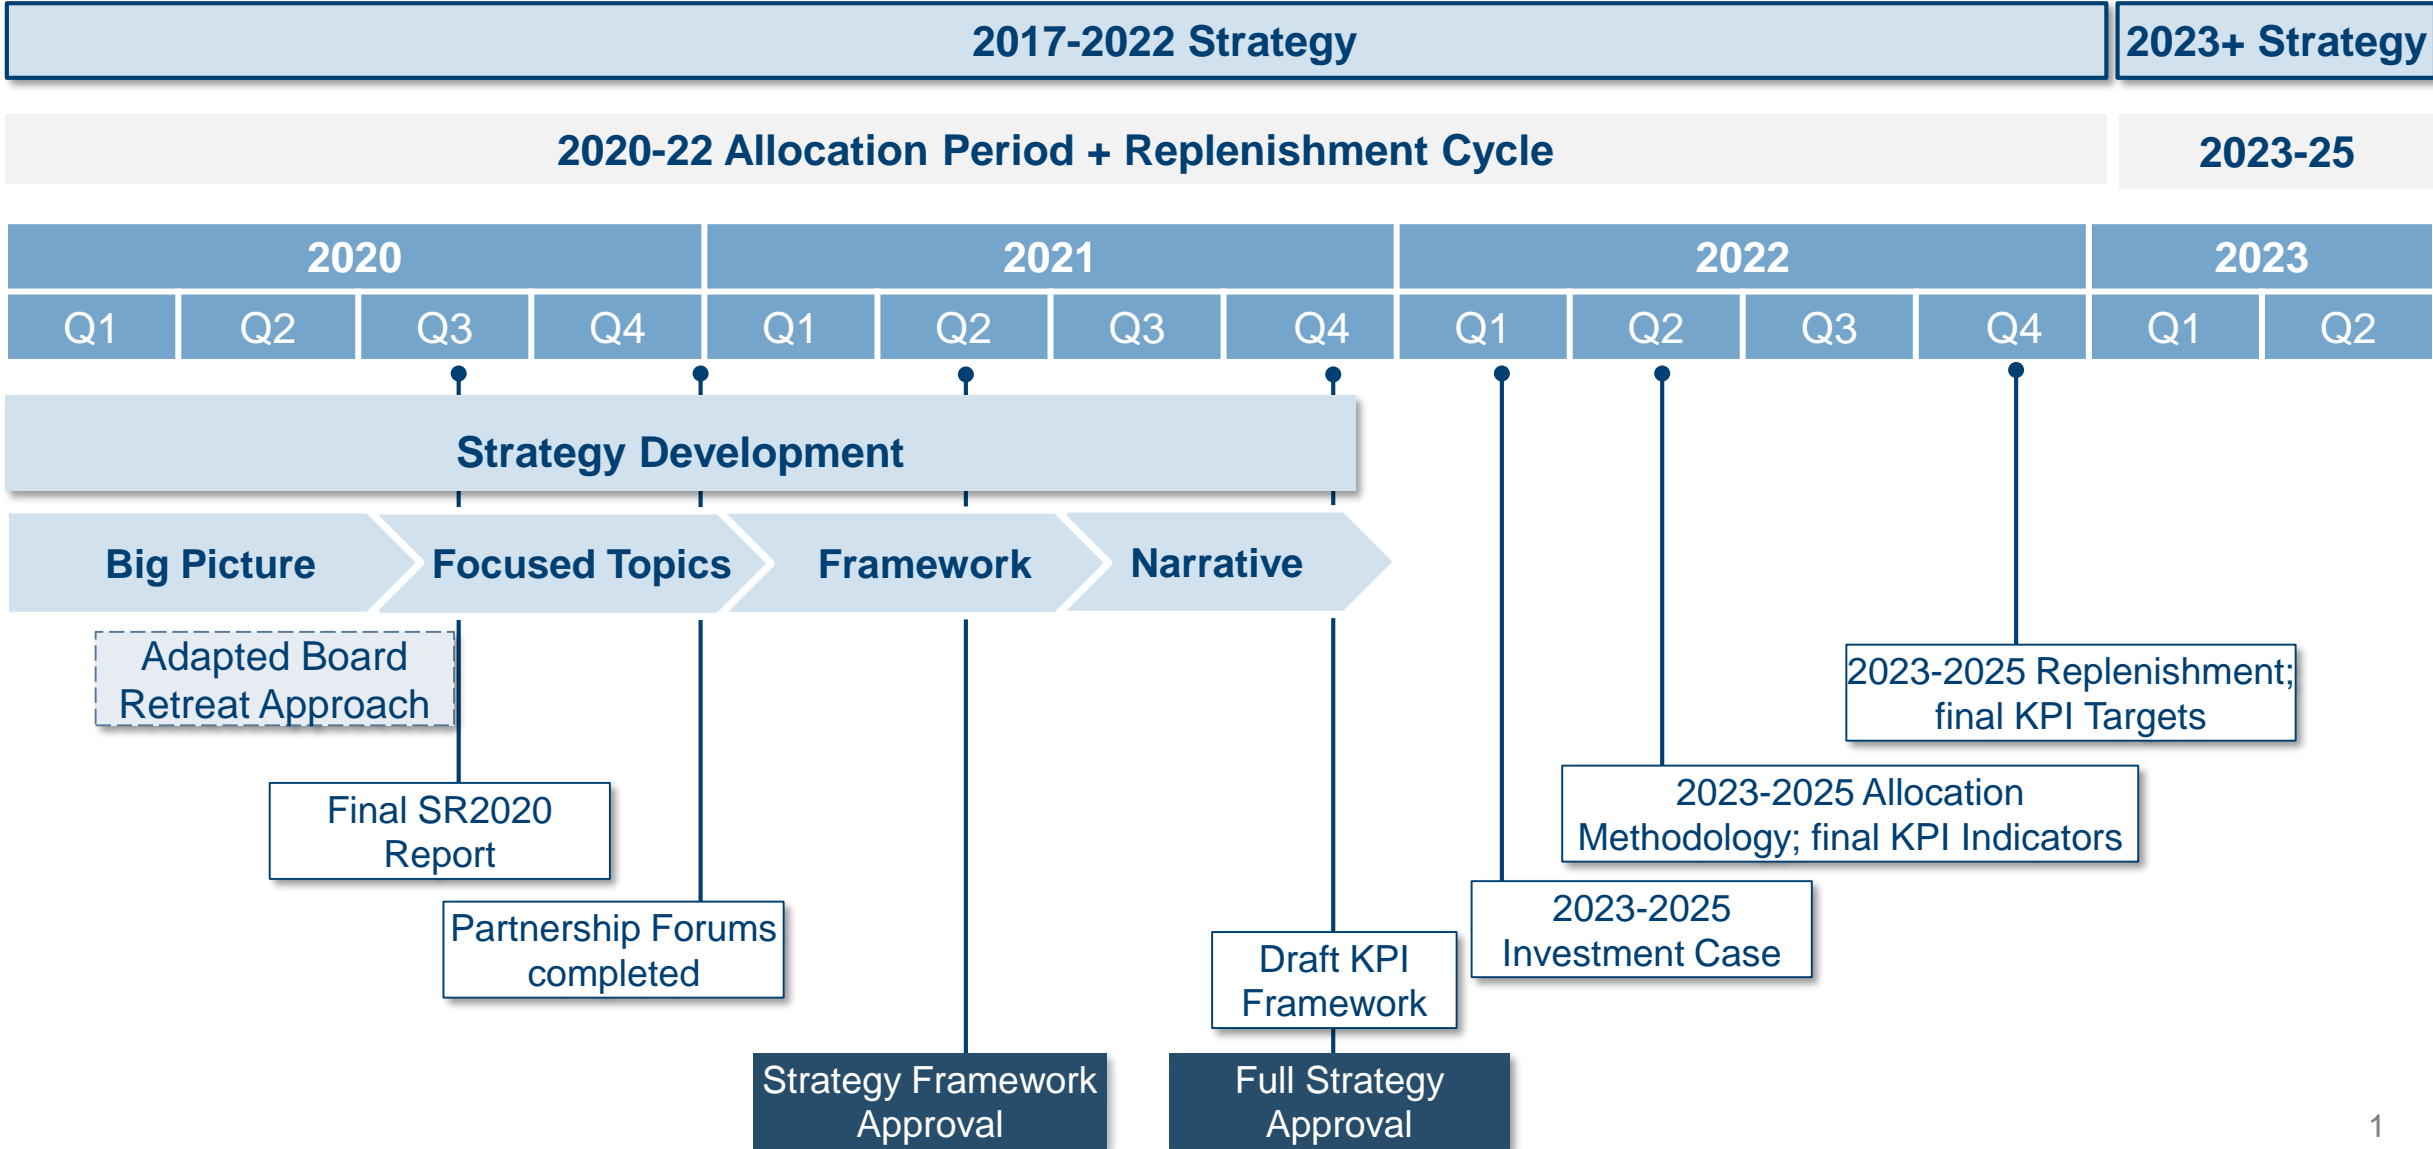 2017-2022 Strategy
2023+ Strategy
2020-22 Allocation Period + Replenishment Cycle
2023-25
2020
2021
2022
2023
Q1 Q2 Q3 Q4 Q1 Q2 Q3 Q4 Q1 Q2 Q3 Q4 Q1 Q2
Strategy Development
Big Picture
Focused Topics
Framework
Narrative
Adapted Board
Retreat Approach
Final SR2020
Report
Partnership Forums
completed
Strategy Framework
Approval
Draft KPI
Framework
Full Strategy
Approval
2023-2025
Investment Case
2023-2025 Allocation
Methodology; final KPI Indicators
2023-2025 Replenishment;
final KPI Targets
1